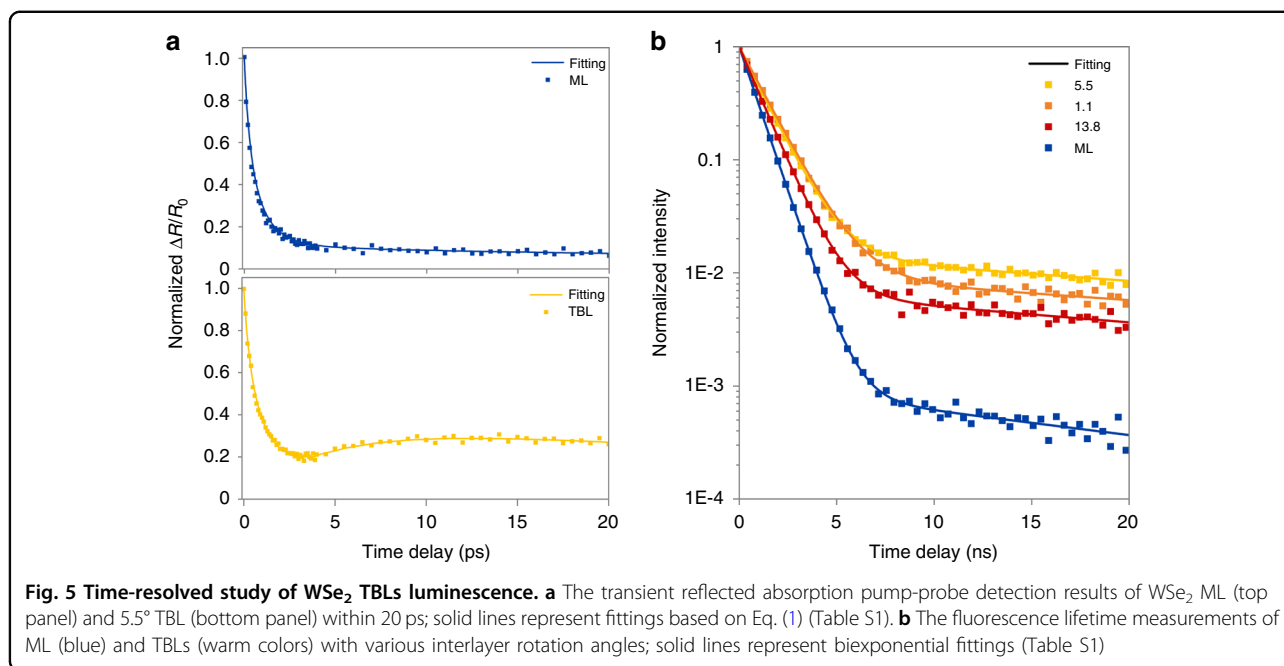 a
Normalized ΔR/R0
1.0
0.8
0.6
0.4
0.2
0
Fitting
ML
1.0
0.8
0.6
0.4
0.2
0
Fitting
TBL
0 5 10 15 20
Time delay (ps)
b
Normalized intensity
1
0.1
1E-2
1E-3
1E-4
Fitting
5.5
1.1
13.8
ML
0 5 10 15 20
Time delay (ns)
Fig. 5 Time-resolved study of WSe2 TBLs luminescence. a The transient reflected absorption pump-probe detection results of WSe2 ML (top
panel) and 5.5° TBL (bottom panel) within 20 ps; solid lines represent fittings based on Eq. (1) (Table S1). b The fluorescence lifetime measurements of
ML (blue) and TBLs (warm colors) with various interlayer rotation angles; solid lines represent biexponential fittings (Table S1)